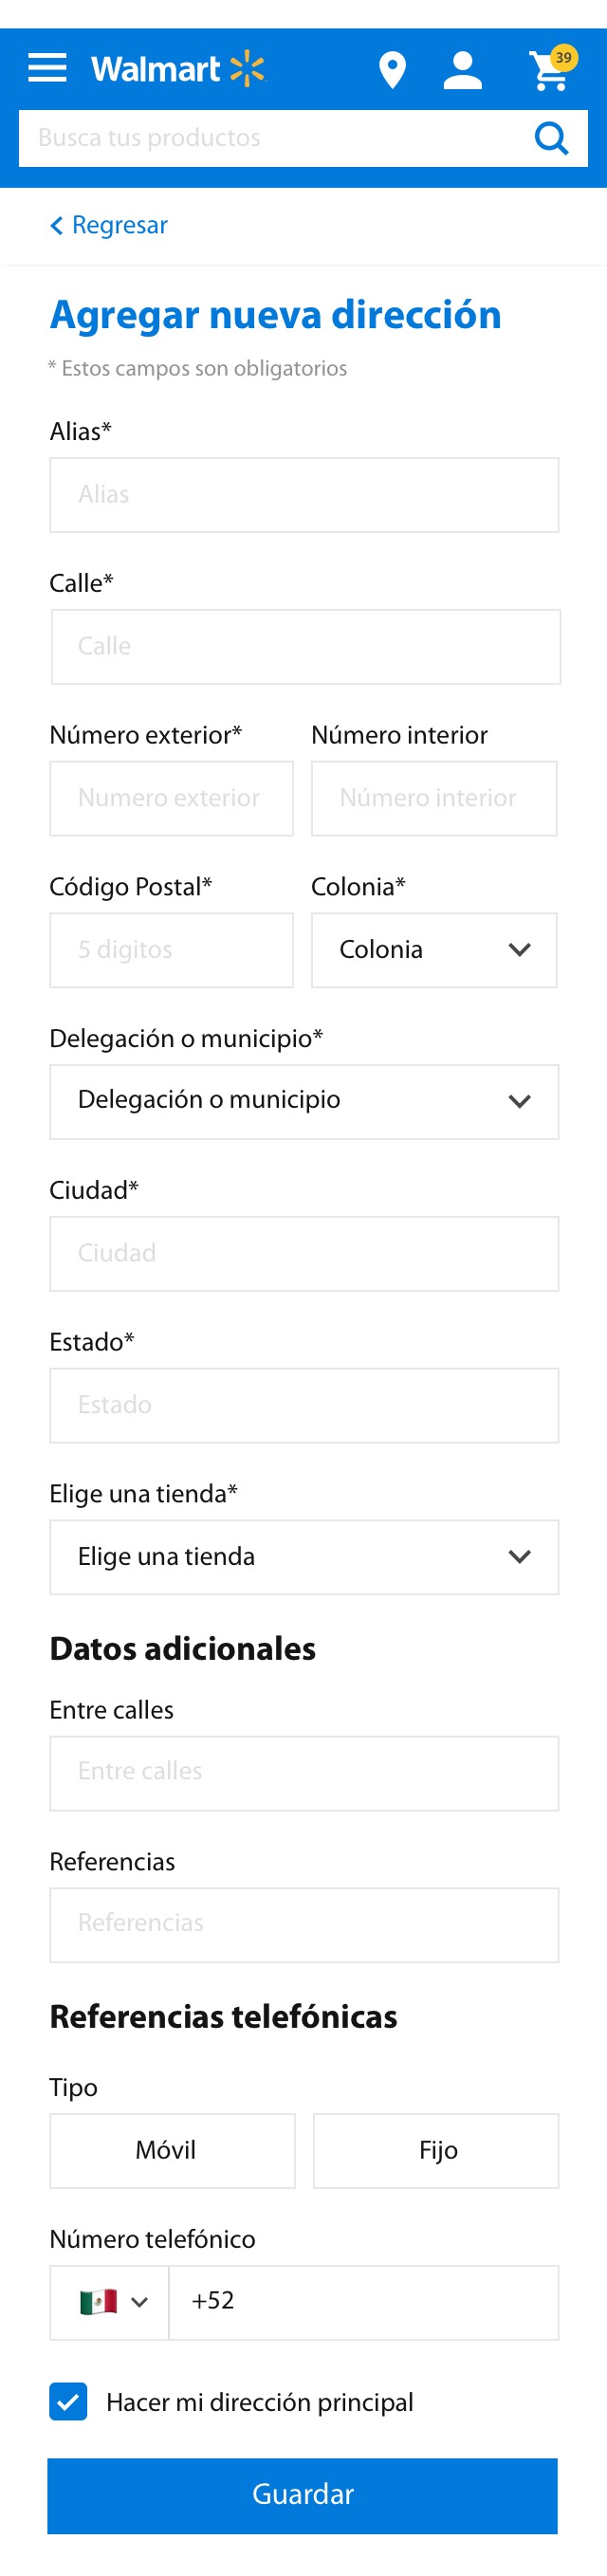 Walmart
39
Busca tus productos
Regresar
Agregar nueva dirección
* Estos campos son obligatorios
Alias*
Alias
Calle*
Calle
Número exterior* Número interior
Numero exterior Número interior
Código Postal* Colonia*
5 digitos Colonia
Delegación o municipio*
Delegación o municipio
Ciudad*
Ciudad
Estado*
Estado
Elige una tienda*
Elige una tienda
Datos adicionales
Entre calles
Entre calles
Referencias
Referencias
Referencias telefónicas
Tipo
Móvil Fijo
Número telefónico
+52
Hacer mi dirección principal
Guardar